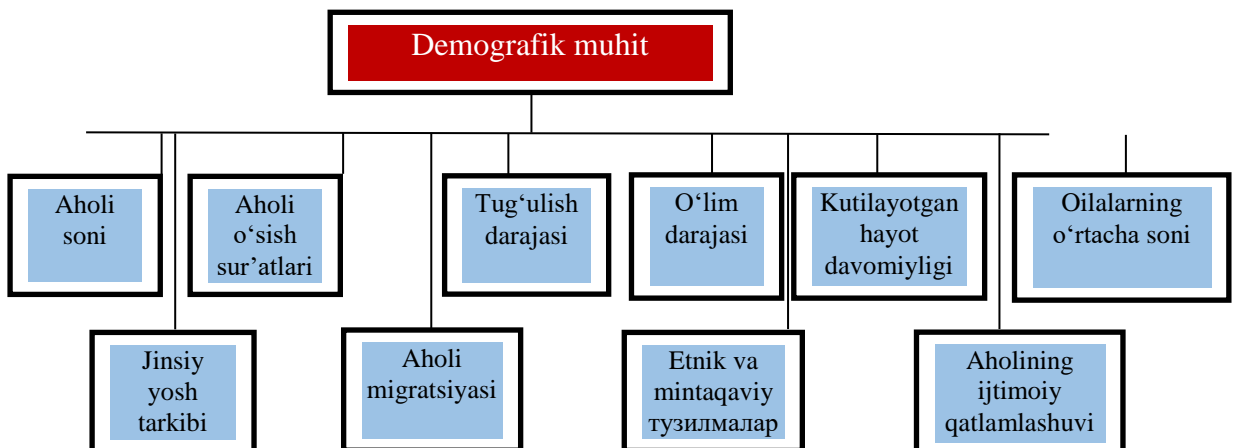 Demografik muhit
Aholi
soni
Aholi
o‘sish
sur’atlari
Tug‘ulish
darajasi
O‘lim
darajasi
Kutilayotgan
hayot
davomiyligi
Oilalarning
o‘rtacha soni
Jinsiy
yosh
tarkibi
Aholi
migratsiyasi
Etnik va
mintaqaviy
тузилмалар
Aholining
ijtimoiy
qatlamlashuvi